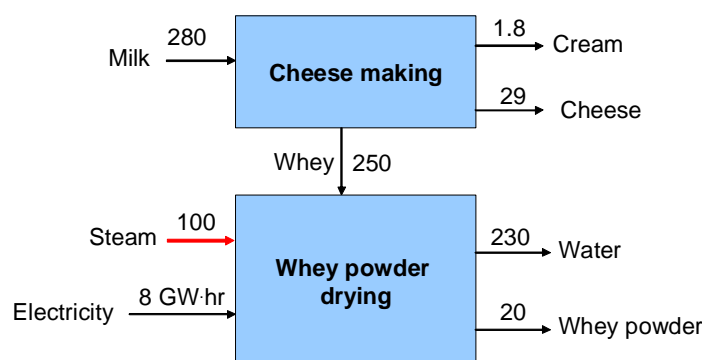 280
Milk
Cheese making
1.8
Cream
29
Cheese
Whey 250
100
Steam
8 GW·hr
Electricity
Whey powder
drying
230
Water
20
Whey powder